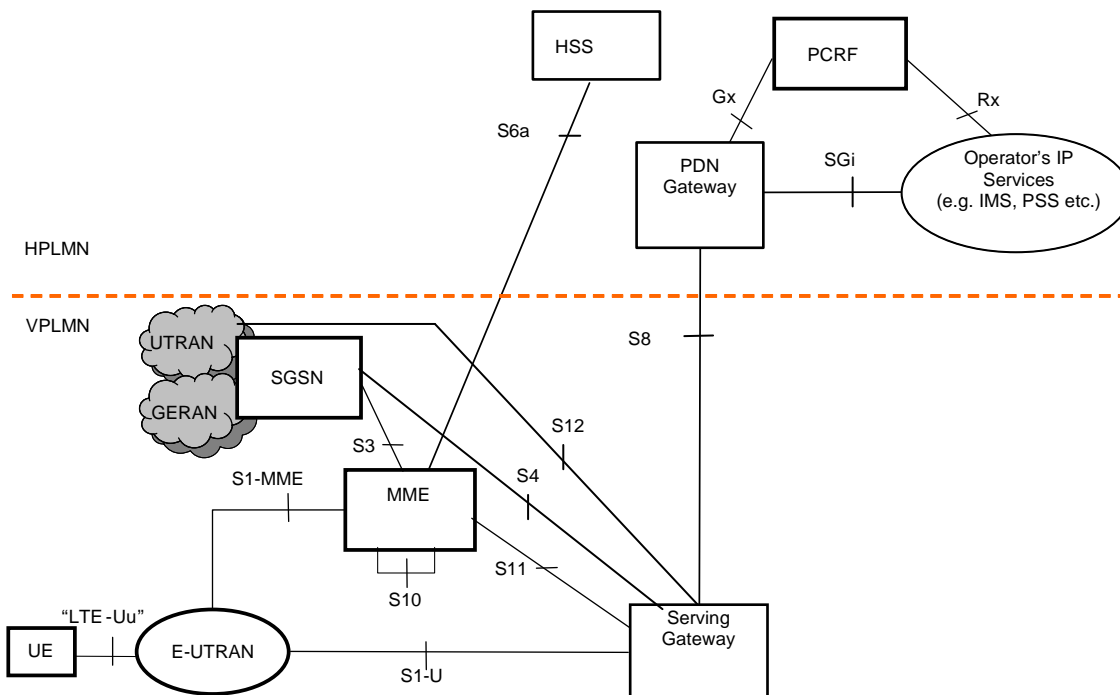 HSS
PCRF
Gx
Rx
S6a
PDN
Gateway
SGi
Operator's IP
Services
(e.g. IMS, PSS etc.)
HPLMN
VPLMN
S8
UTRAN
SGSN
GERAN
S3
S12
S4
S1-MME
MME
S11
S10
"LTE-Uu"
Serving
Gateway
UE
E-UTRAN
S1-U